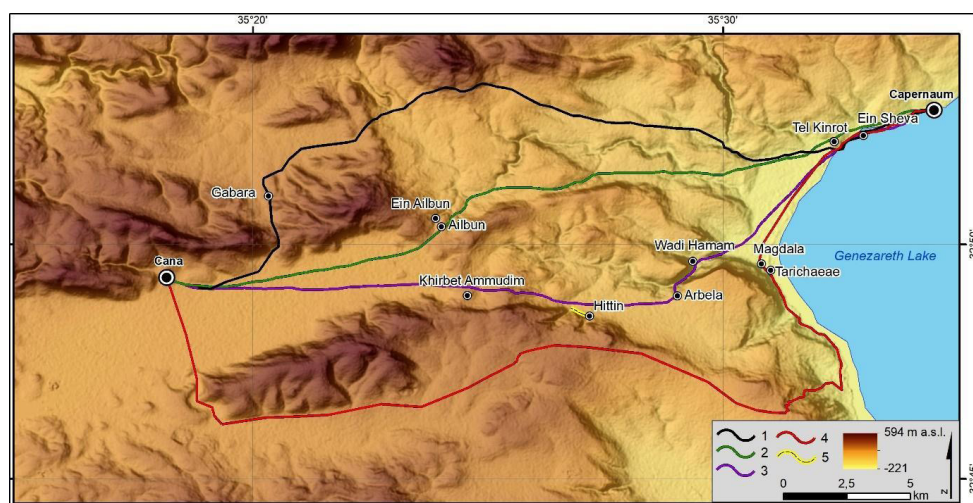 35°20'
35°30'
Capernaum
Ein Sheva
Tel Kinrot
Gabara
Ein Ailbun
Ailbun
Cana
Wadi Hamam
Magdala
Genezareth Lake
Tarichaeae
Khirbet Ammudim
Arbela
Hittin
1 4 594 m a.s.l.
2 5
3 -221
0 2,5 5
km
N